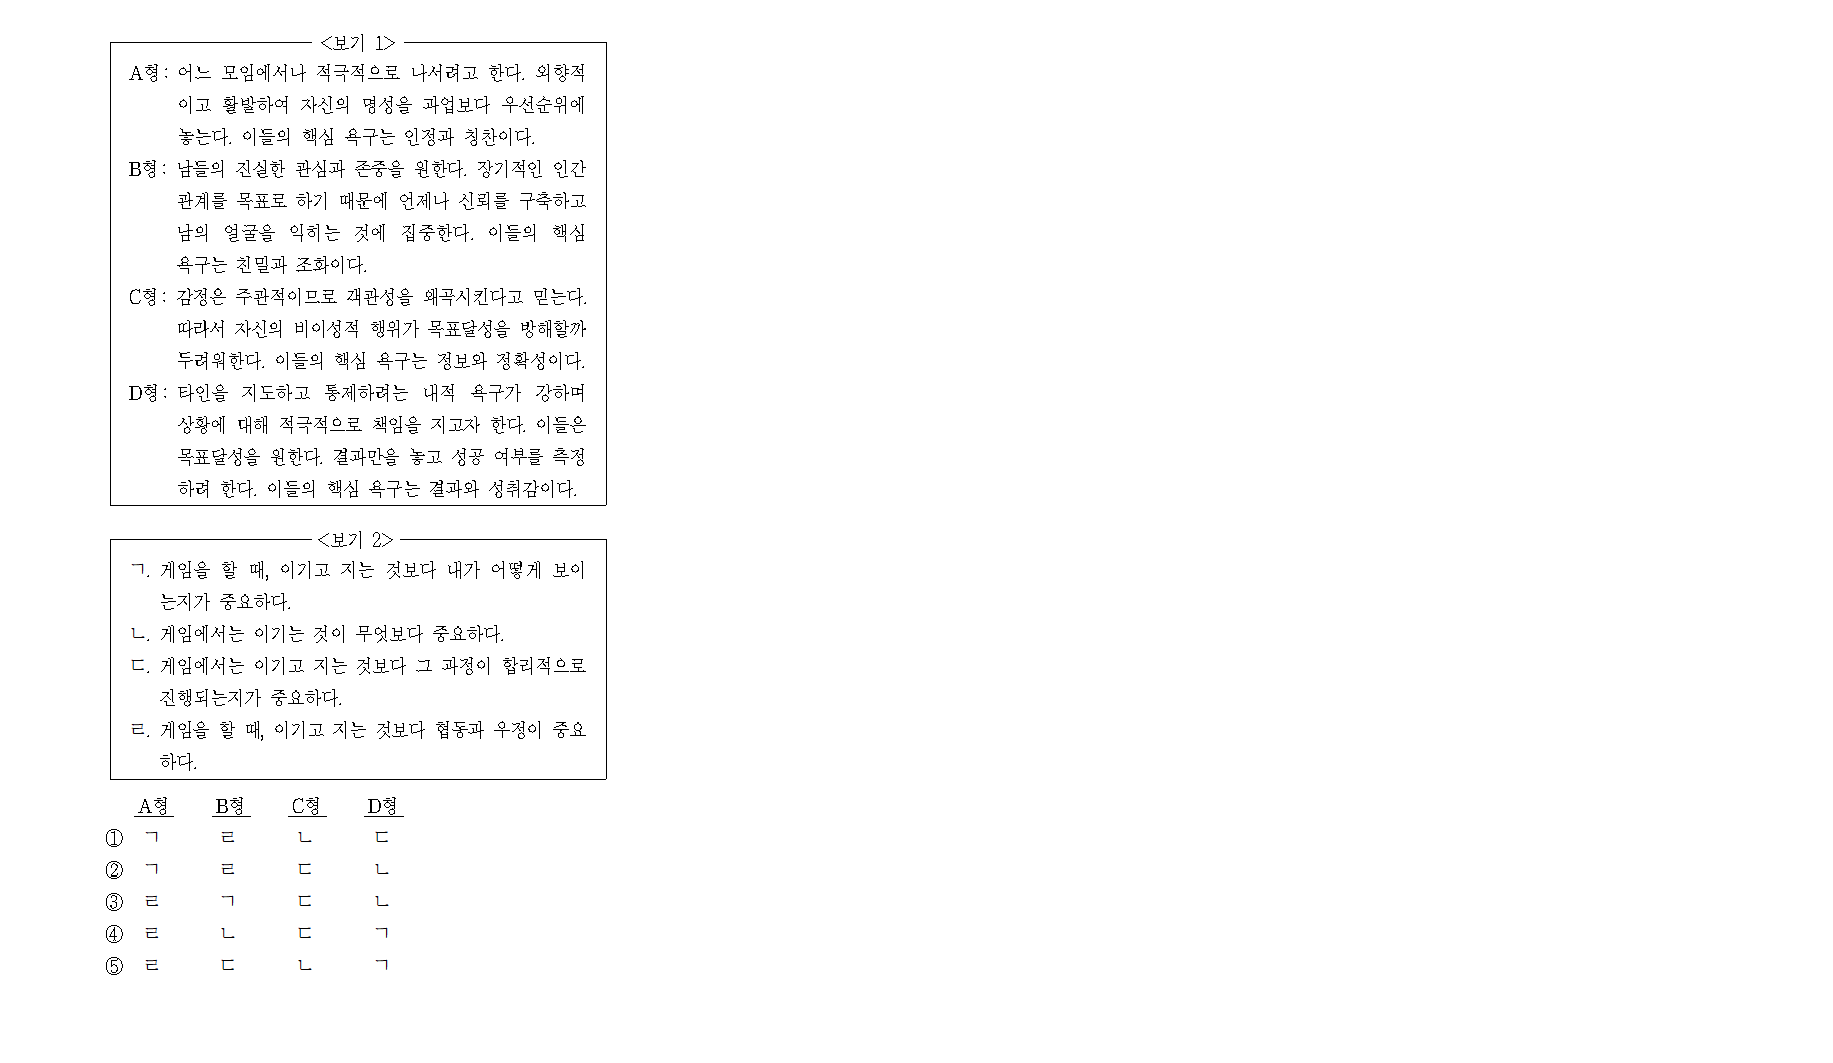 <보기 1>
A형 : 어느 모임에서나 적극적으로 나서려고 한다. 외향적
이고 활발하여 자신의 명성을 과업보다 우선순위에
놓는다. 이들의 핵심 욕구는 인정과 칭찬이다.
B형 : 남들의 진실한 관심과 존중을 원한다. 장기적인 인간
관계를 목표로 하기 때문에 언제나 신뢰를 구축하고
남의 얼굴을 익히는 것에 집중한다. 이들의 핵심
욕구는 친밀과 조화이다.
C형 : 감정은 주관적이므로 객관성을 왜곡시킨다고 믿는다.
따라서 자신의 비이성적 행위가 목표달성을 방해할까
두려워한다. 이들의 핵심 욕구는 정보와 정확성이다.
D형 : 타인을 지도하고 통제하려는 내적 욕구가 강하며
상황에 대해 적극적으로 책임을 지고자 한다. 이들은
목표달성을 원한다. 결과만을 놓고 성공 여부를 측정
하려 한다. 이들의 핵심 욕구는 결과와 성취감이다.
<보기 2>
ㄱ. 게임을 할 때, 이기고 지는 것보다 내가 어떻게 보이
는지가 중요하다.
ㄴ. 게임에서는 이기는 것이 무엇보다 중요하다.
ㄷ. 게임에서는 이기고 지는 것보다 그 과정이 합리적으로
진행되는지가 중요하다.
ㄹ. 게임을 할 때, 이기고 지는 것보다 협동과 우정이 중요
하다.
A형 B형 C형 D형
① ㄱ ㄹ ㄴ ㄷ
② ㄱ ㄹ ㄷ ㄴ
③ ㄹ ㄱ ㄷ ㄴ
④ ㄹ ㄴ ㄷ ㄱ
⑤ ㄹ ㄷ ㄴ ㄱ